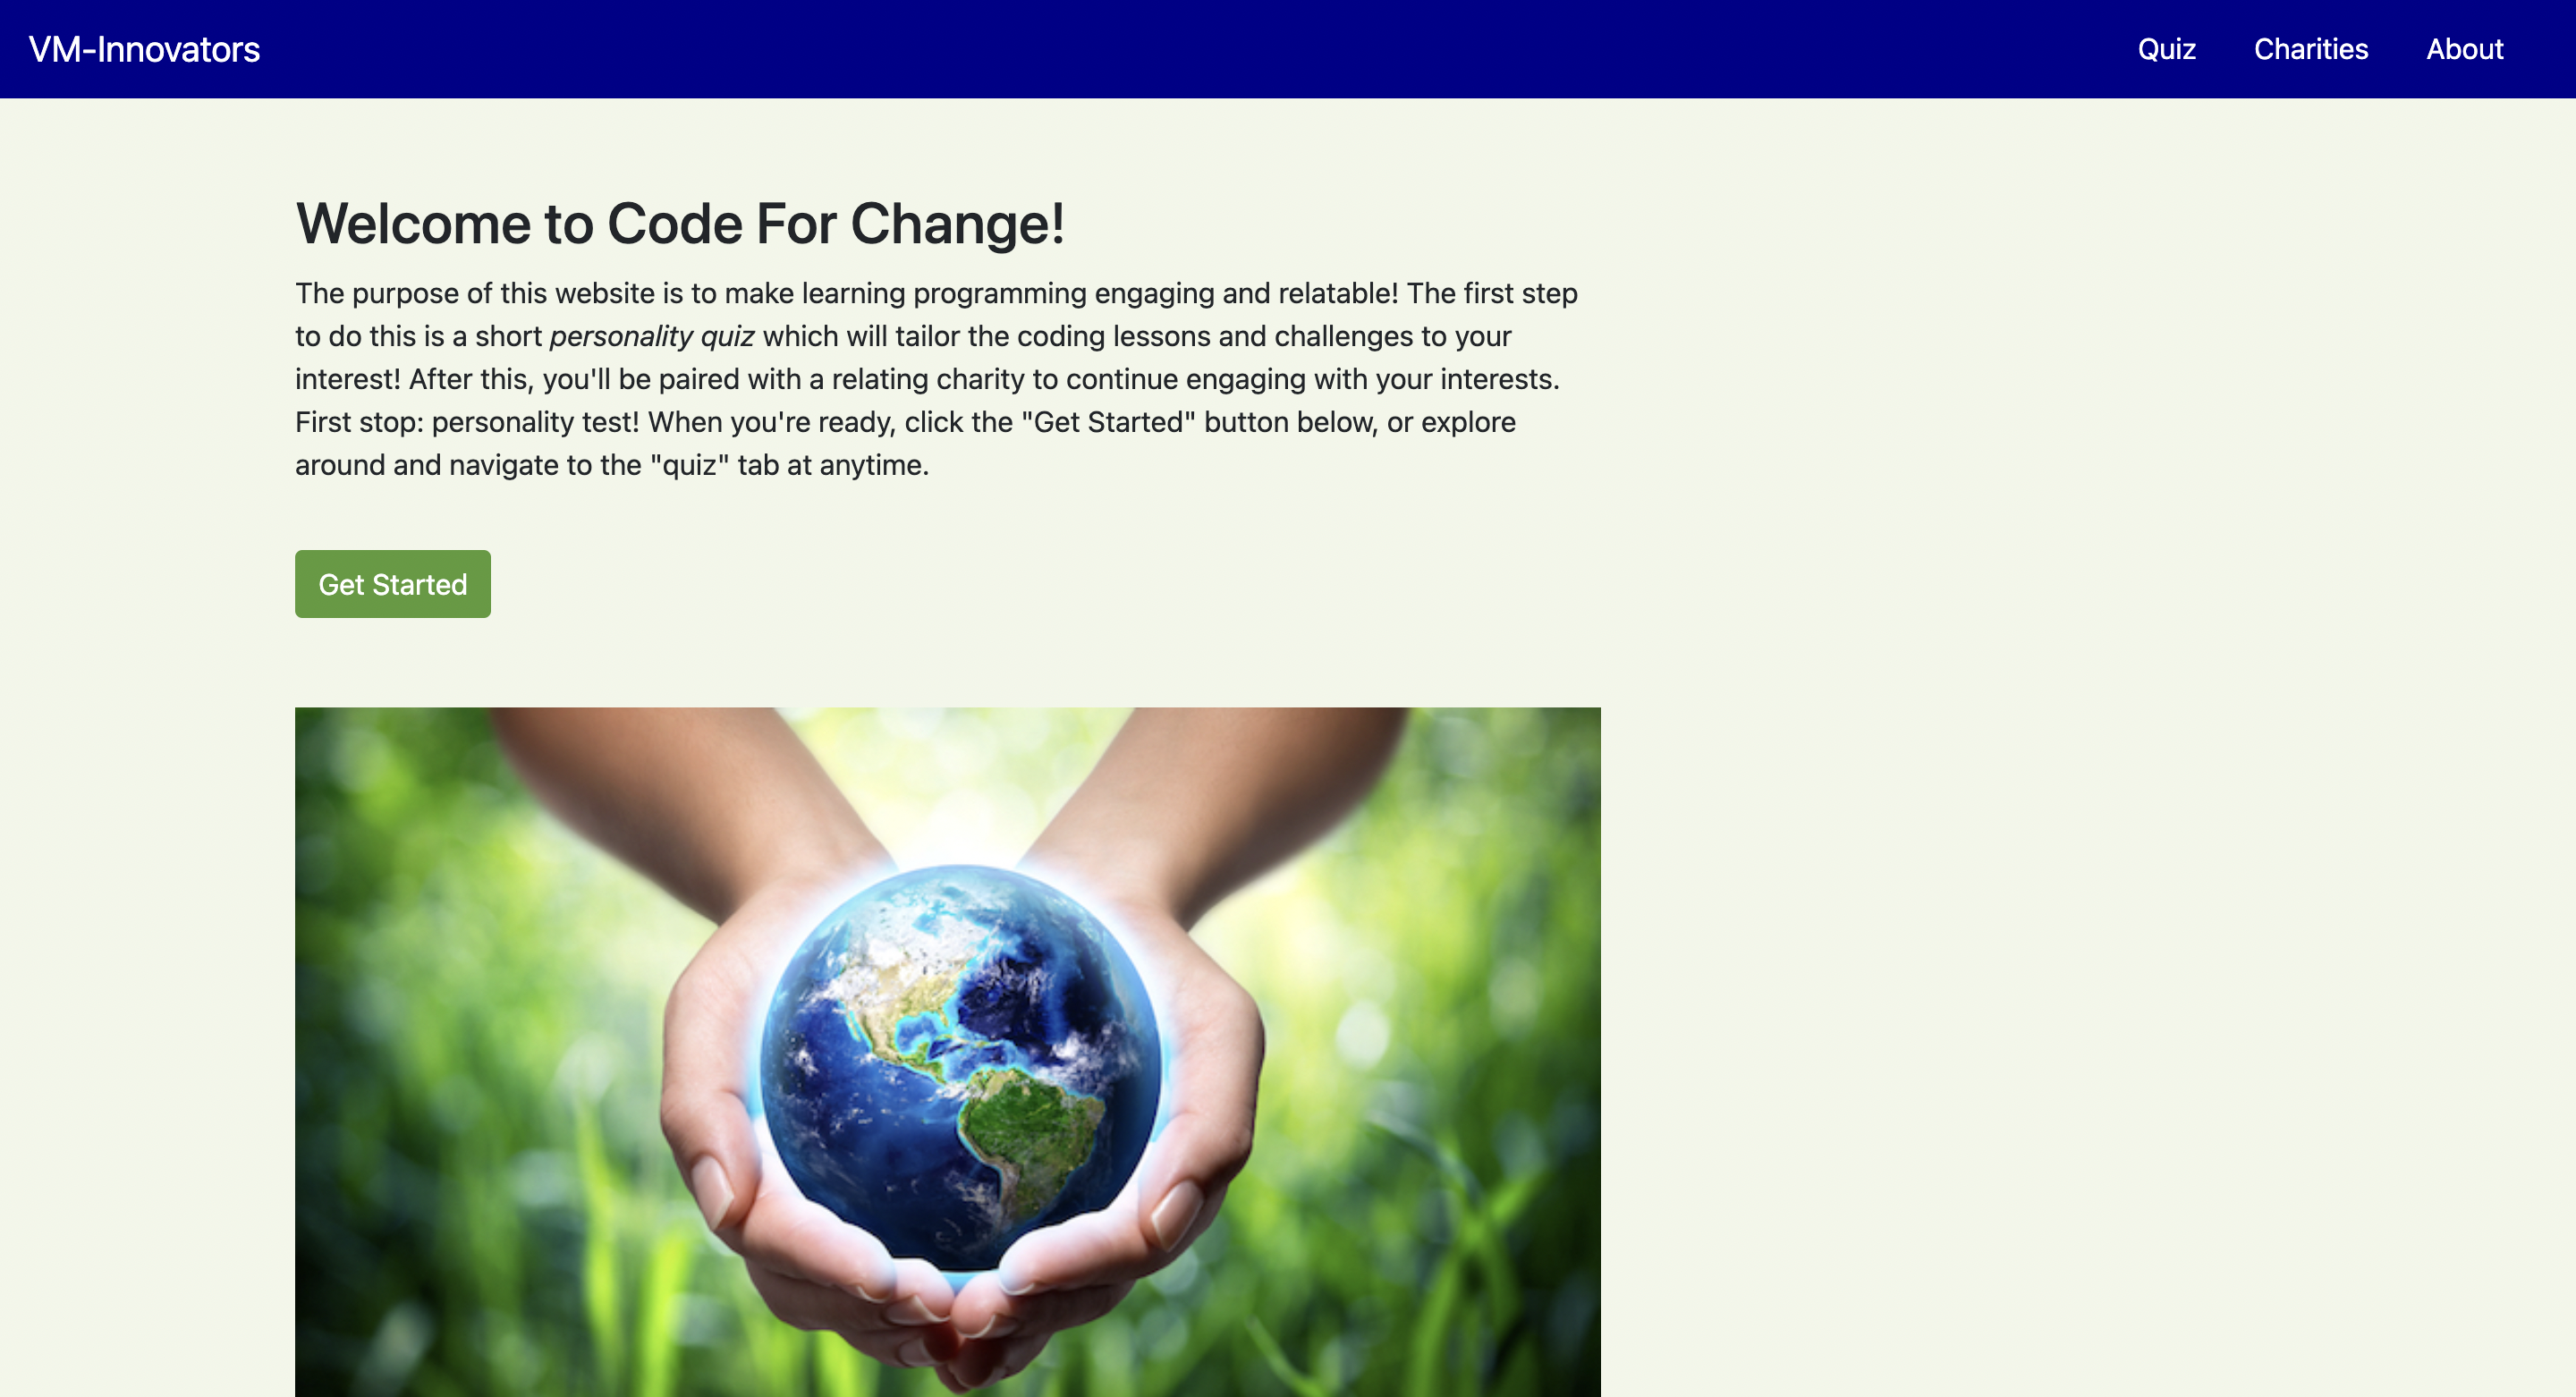 VM-Innovators
Quiz Charities About
Welcome to Code For Change!
The purpose of this website is to make learning programming engaging and relatable! The first step
to do this is a short personality quiz which will tailor the coding lessons and challenges to your
interest! After this, you'll be paired with a relating charity to continue engaging with your interests.
First stop: personality test! When you're ready, click the "Get Started" button below, or explore
around and navigate to the "quiz" tab at anytime.
Get Started